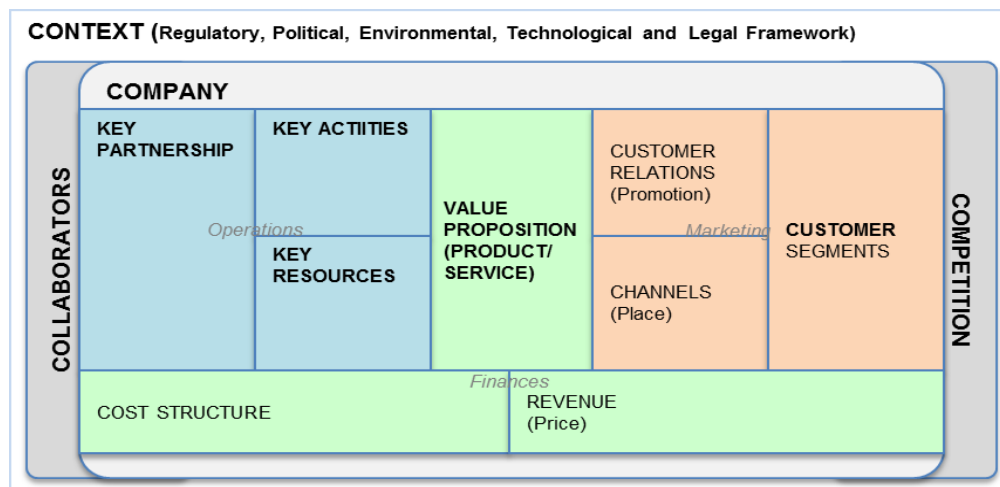 CONTEXT (Regulatory, Political, Environmental, Technological and Legal Framework)
COMPANY
COLLABORATORS
KEY
PARTNERSHIP
KEY ACTIITIES
Operations
KEY
RESOURCES
VALUE
PROPOSITION
(PRODUCT/
SERVICE)
CUSTOMER
RELATIONS
(Promotion)
Marketing
CHANNELS
(Place)
CUSTOMER
SEGMENTS
COMPETITION
Finances
COST STRUCTURE
REVENUE
(Price)